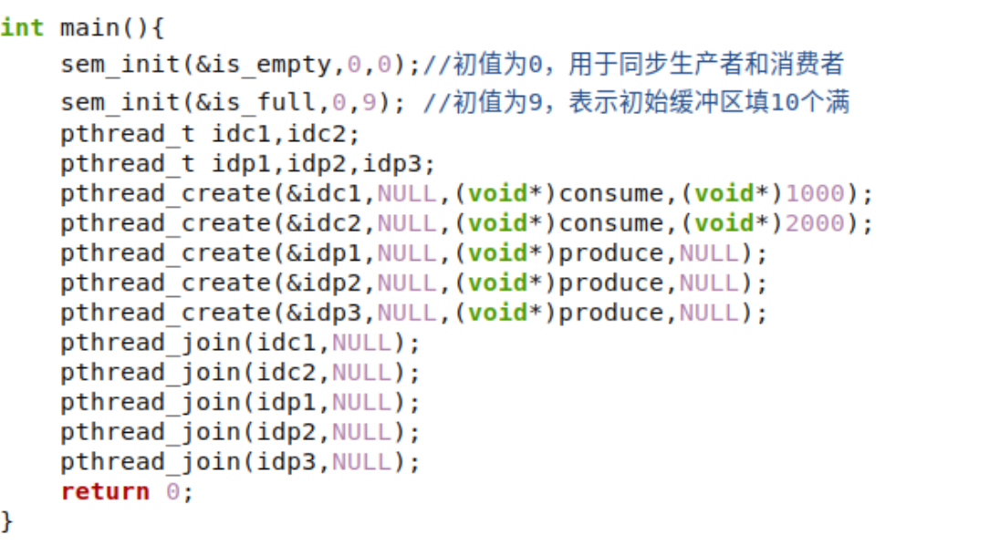 int main(){
    sem_init(&is_empty,0,0);//初值为0，用于同步生产者和消费者
    sem_init(&is_full,0,9); //初值为9，表示初始缓冲区填10个满
    pthread_t idc1,idc2;
    pthread_t idp1,idp2,idp3;
    pthread_create(&idc1,NULL,(void*)consume,(void*)1000);
    pthread_create(&idc2,NULL,(void*)consume,(void*)2000);
    pthread_create(&idp1,NULL,(void*)produce,NULL);
    pthread_create(&idp2,NULL,(void*)produce,NULL);
    pthread_create(&idp3,NULL,(void*)produce,NULL);
    pthread_join(idc1,NULL);
    pthread_join(idc2,NULL);
    pthread_join(idp1,NULL);
    pthread_join(idp2,NULL);
    pthread_join(idp3,NULL);
    return 0;
}